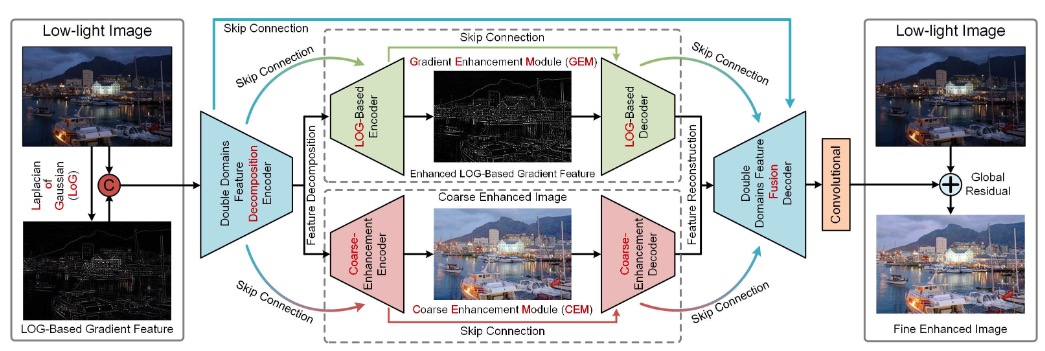 Low-light Image
Laplacian
of
Gaussian
(LoG)
C
LOG-Based Gradient Feature
Skip Connection
Skip Connection
Double Domains
Feature
Decomposition
Encoder
Skip Connection
Feature Decomposition
Skip Connection
Gradient Enhancement Module (GEM)
LOG-Based
Encoder
LOG-Based
Decoder
Enhanced LOG-Based Gradient Feature
Coarse Enhanced Image
Coarse-
Enhancement
Encoder
Coarse-
Enhancement
Decoder
Coarse Enhancement Module (CEM)
Skip Connection
Feature Reconstruction
Skip Connection
Double
Domains Feature
Fusion
Decoder
Skip Connection
Convolutional
Low-light Image
Global
Residual
Fine Enhanced Image